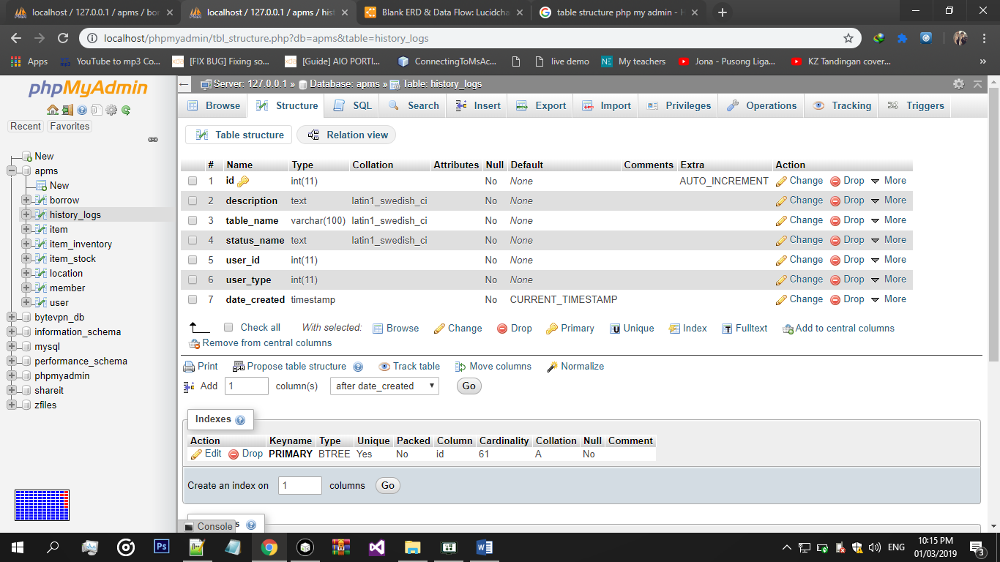 localhost / 127.0.0.1 / apms / bor
localhost / 127.0.0.1 / apms / hist
Blank ERD & Data Flow: Lucidcha
table structure php my admin - 
localhost/phpmyadmin/tbl_structure.php?db=apms&table=history_logs
Apps
YouTube to mp3 Co...
[FIX BUG] Fixing so...
[Guide] AIO PORTI...
ConnectingToMsAc...
live demo
NE My teachers
Jona - Pusong Liga...
KZ Tandingan cover...
»
phpMyAdmin
Recent Favorites
New
apms
New
borrow
history_logs
item
item_inventory
item_stock
location
member
user
bytevpn_db
information_schema
mysql
performance_schema
phpmyadmin
shareit
zfiles
Server: 127.0.0.1 » Database: apms » Table: history_logs
Browse Structure SQL Search Insert Export Import Privileges Operations Tracking Triggers
Table structure Relation view
# Name Type Collation Attributes Null Default Comments Extra Action
1 id int(11) No None AUTO_INCREMENT Change Drop More
2 description text latin1_swedish_ci No None Change Drop More
3 table_name varchar(100) latin1_swedish_ci No None Change Drop More
4 status_name text latin1_swedish_ci No None Change Drop More
5 user_id int(11) No None Change Drop More
6 user_type int(11) No None Change Drop More
7 date_created timestamp No CURRENT_TIMESTAMP Change Drop More
Check all With selected: Browse Change Drop Primary Unique Index Fulltext Add to central columns
Remove from central columns
Print Propose table structure Track table Move columns Normalize
Add 1 column(s) after date_created Go
Indexes
Action Keyname Type Unique Packed Column Cardinality Collation Null Comment
Edit Drop PRIMARY BTREE Yes No id 61 A No
Create an index on 1 columns Go
Console
Ps
ENG
10:15 PM
01/03/2019
3